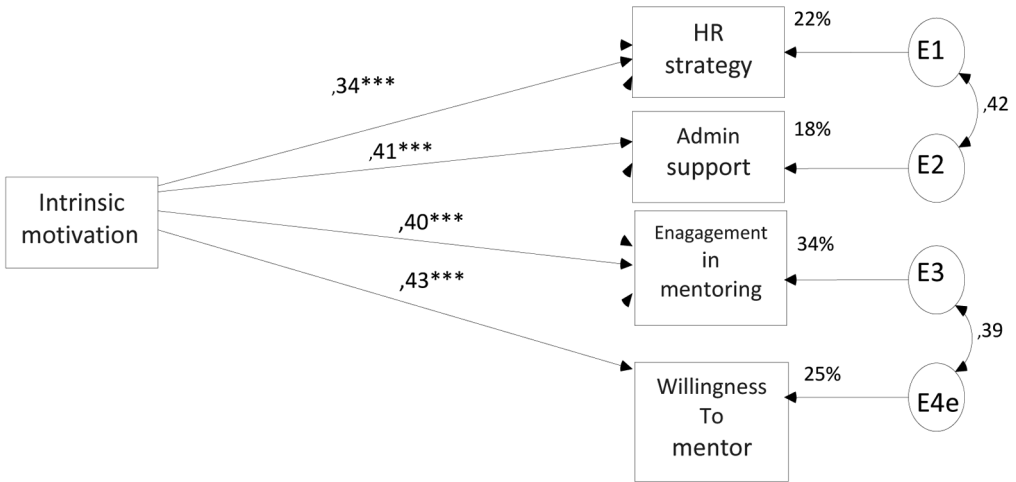 Intrinsic
motivation
,34***
,41***
,40***
,43***
HR
strategy
22%
E1
,42
Admin
support
18%
E2
Enagagement
in
mentoring
34%
E3
,39
Willingness
To
mentor
25%
E4e